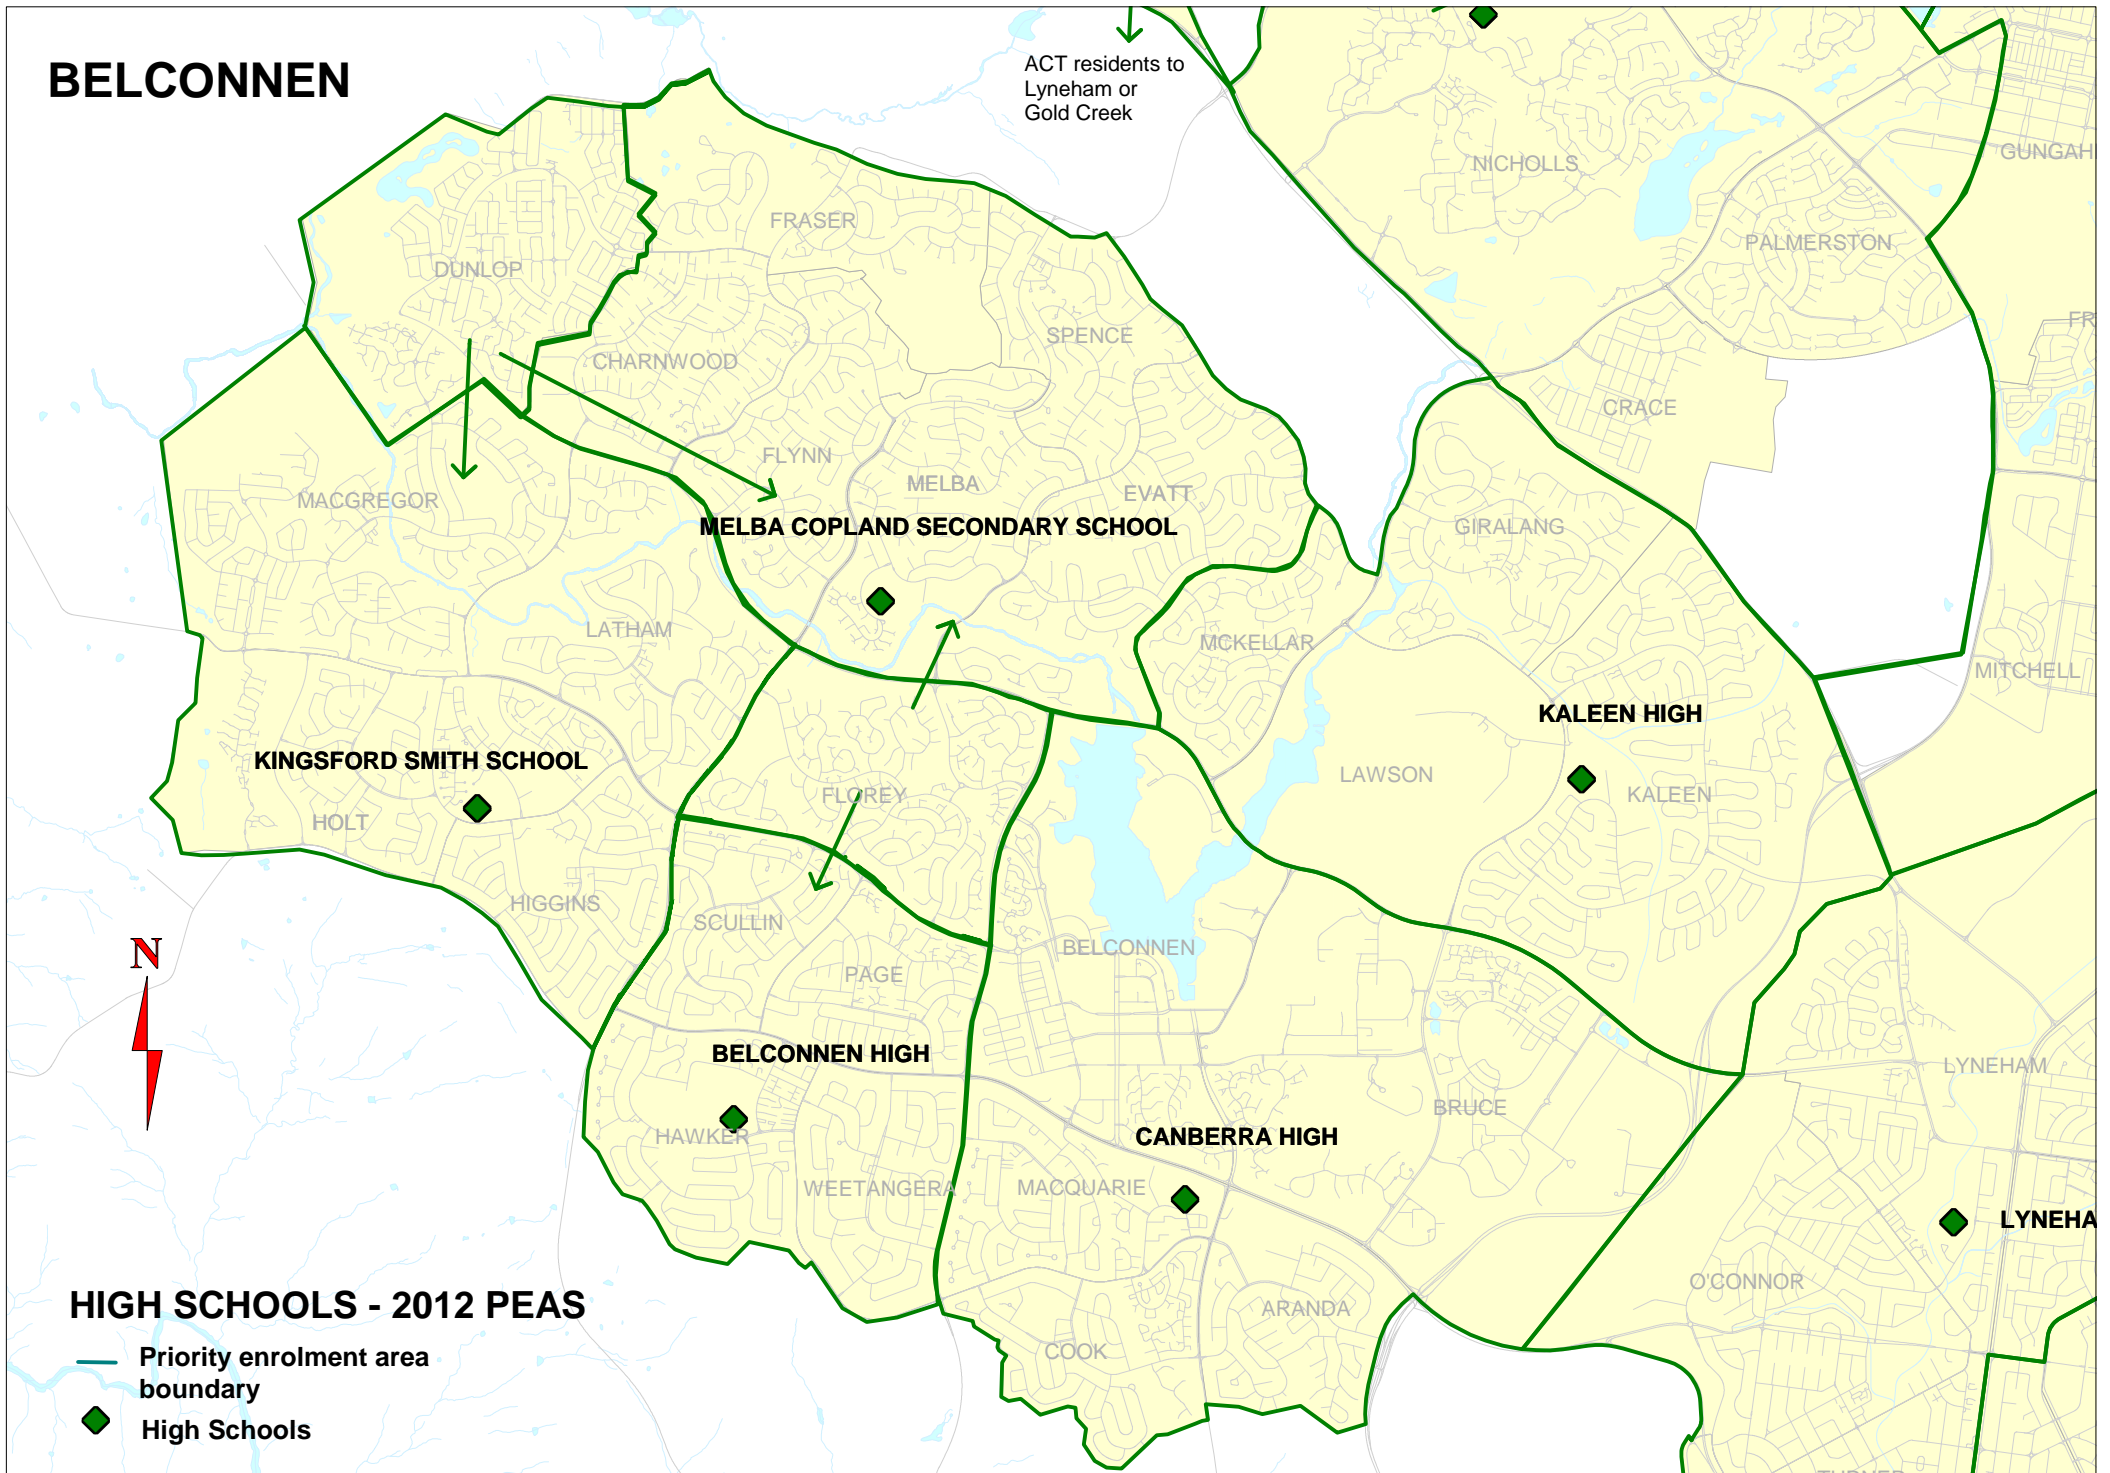 BELCONNEN
ACT residents to
Lyneham or
Gold Creek
NICHOLLS
GUNGAH
FRASER
PALMERSTON
DUNLOP
FR
SPENCE
CHARNWOOD
CRACE
FLYNN
MELBA
EVATT
MACGREGOR
GIRALANG
MELBA COPLAND SECONDARY SCHOOL
LATHAM
MCKELLAR
MITCHELL
KALEEN HIGH
KINGSFORD SMITH SCHOOL
LAWSON
FLOREY
KALEEN
HOLT
HIGGINS
SCULLIN
N
BELCONNEN
PAGE
BELCONNEN HIGH
LYNEHAM
BRUCE
HAWKER
CANBERRA HIGH
WEETANGERA
MACQUARIE
LYNEHA
O'CONNOR
HIGH SCHOOLS - 2012 PEAS
ARANDA
COOK
Priority enrolment area
boundary
High Schools
TURNER